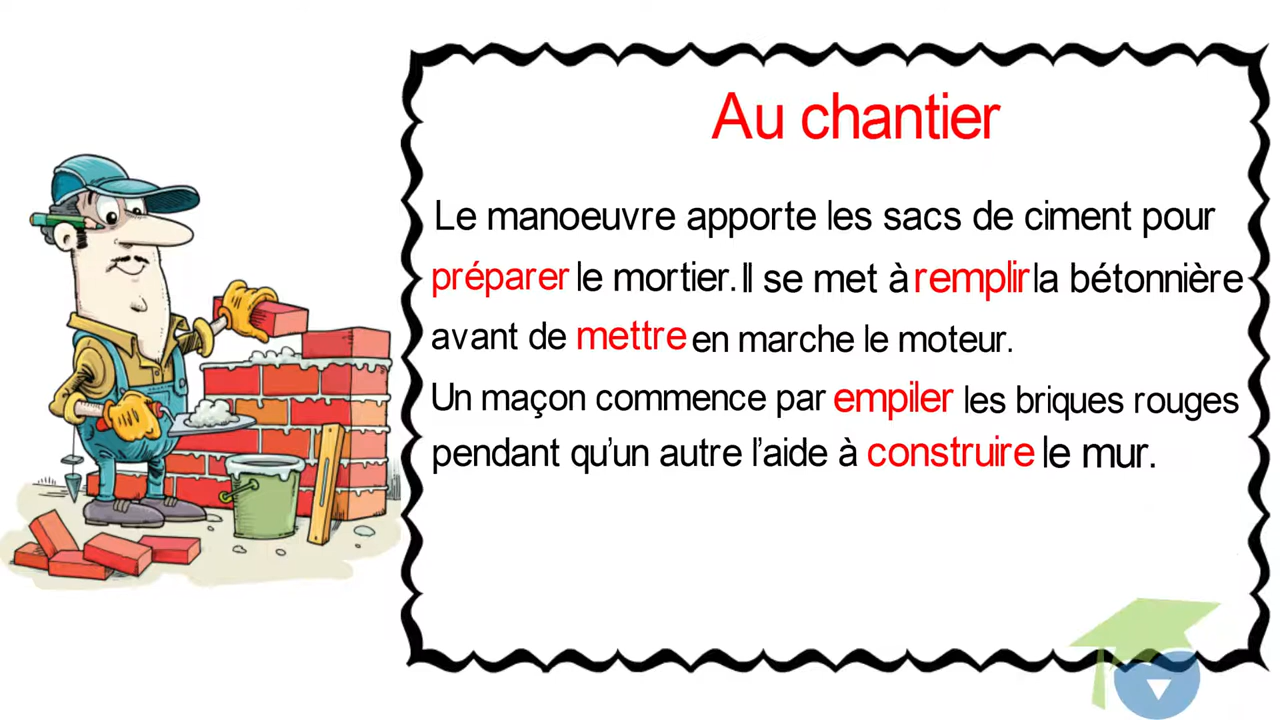 Au chantier
Le manoeuvre apporte les sacs de ciment pour
préparer le mortier. Il se met à remplir la bétonnière
avant de mettre en marche le moteur.
Un maçon commence par empiler les briques rouges
pendant qu'un autre l'aide à construire le mur.